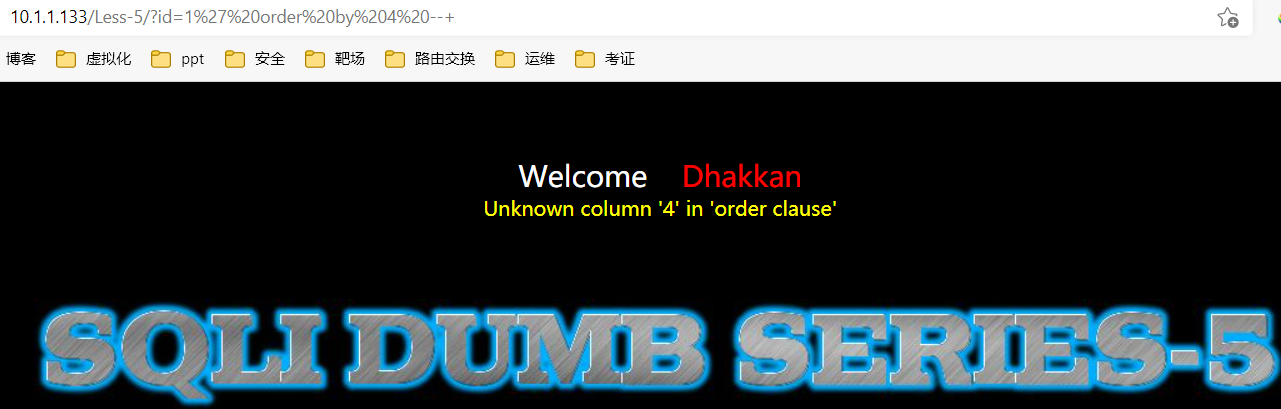 10.1.1.133/Less-5/?id=1%27%20order%20by%204%20--+
博客 虚拟化 ppt 安全 靶场 路由交换 运维 考证
Welcome Dhakkan
Unknown column '4' in 'order clause'
SQLI DUMB SERIES-5